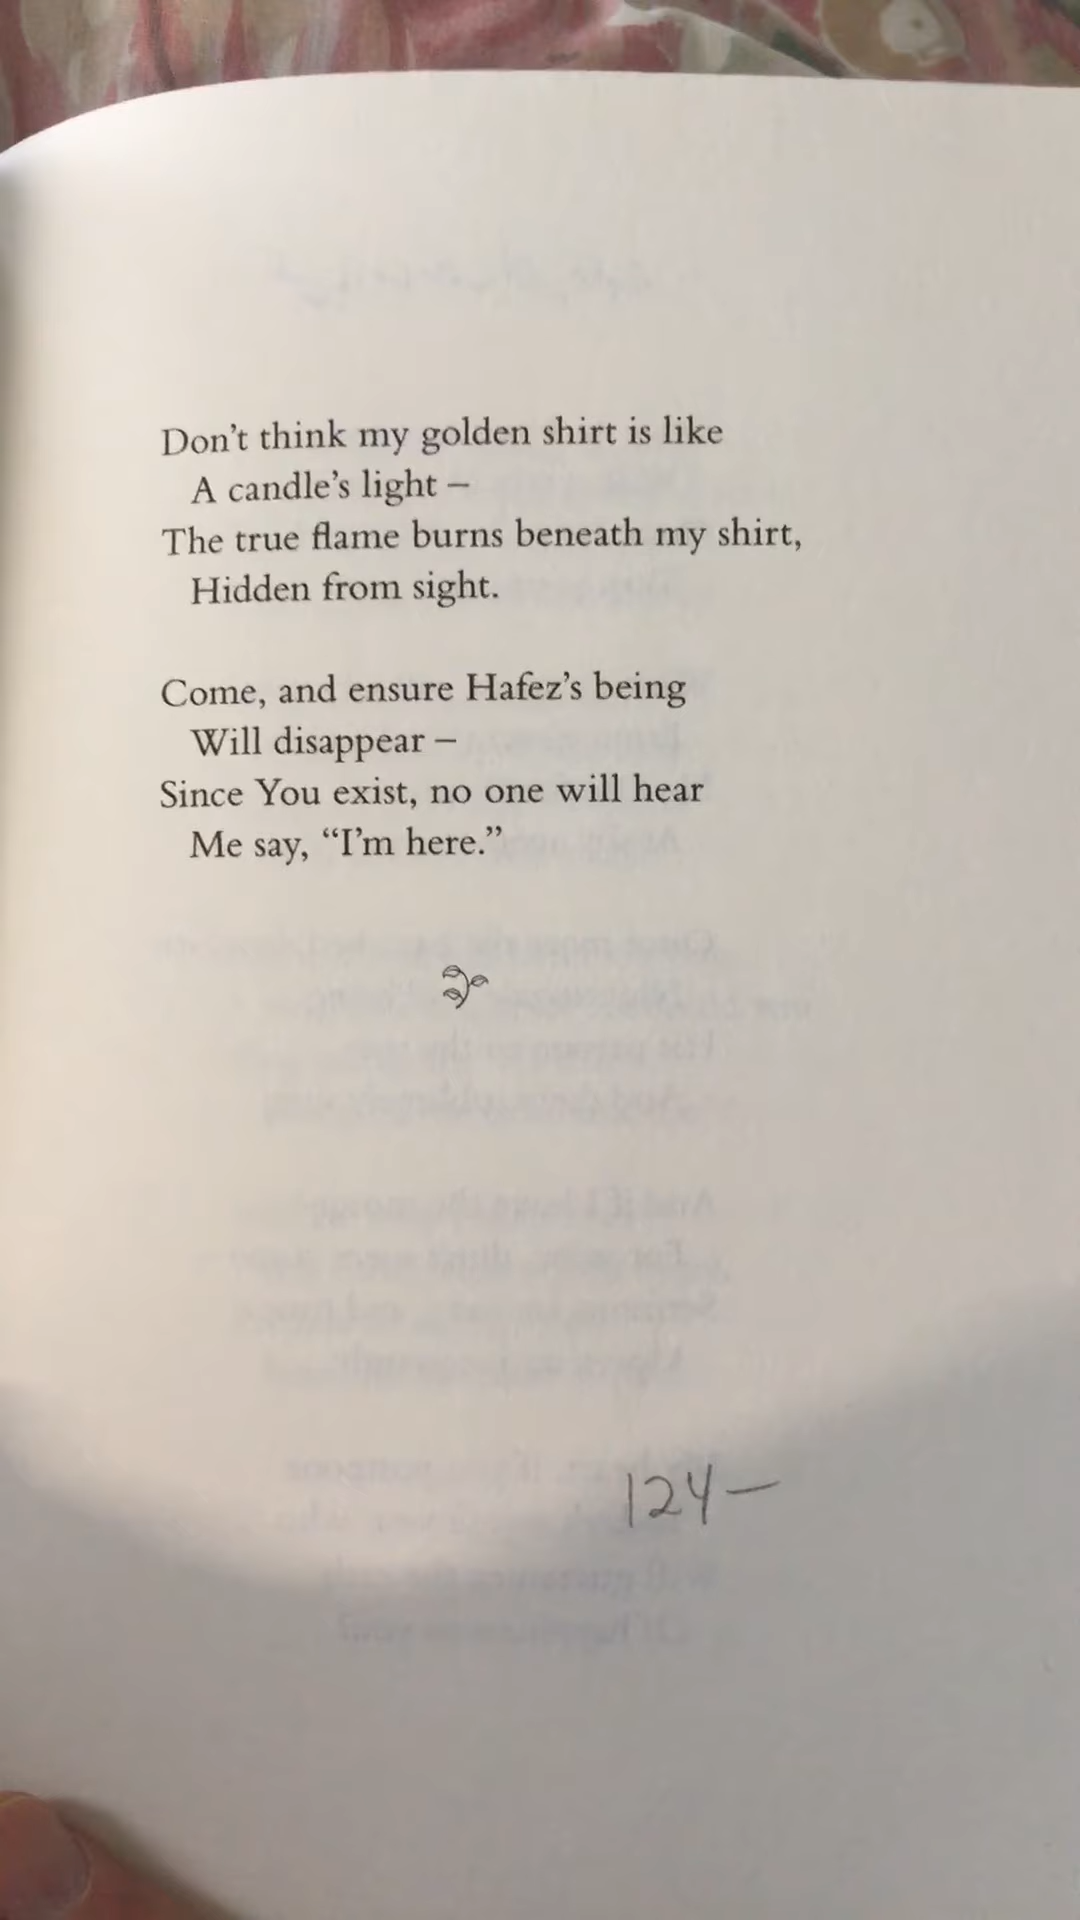 Don't think my golden shirt is like
A candle's light –
The true flame burns beneath my shirt,
Hidden from sight.
Come, and ensure Hafez's being
Will disappear –
Since You exist, no one will hear
Me say, “I'm here.”
124–